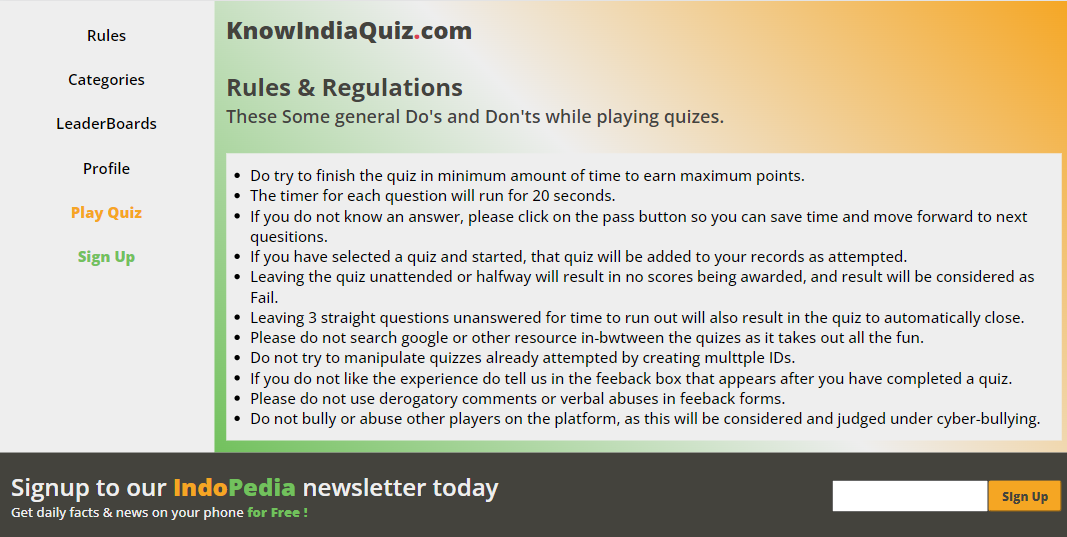 Rules
Categories
LeaderBoards
Profile
Play Quiz
Sign Up
KnowIndiaQuiz.com
Rules & Regulations
These Some general Do's and Don'ts while playing quizes.
• Do try to finish the quiz in minimum amount of time to earn maximum points.
• The timer for each question will run for 20 seconds.
• If you do not know an answer, please click on the pass button so you can save time and move forward to next
quesitions.
• If you have selected a quiz and started, that quiz will be added to your records as attempted.
• Leaving the quiz unattended or halfway will result in no scores being awarded, and result will be considered as
Fail.
• Leaving 3 straight questions unanswered for time to run out will also result in the quiz to automatically close.
• Please do not search google or other resource in-bwtween the quizes as it takes out all the fun.
• Do not try to manipulate quizzes already attempted by creating multtple IDs.
• If you do not like the experience do tell us in the feeback box that appears after you have completed a quiz.
• Please do not use derogatory comments or verbal abuses in feeback forms.
• Do not bully or abuse other players on the platform, as this will be considered and judged under cyber-bullying.
Signup to our IndoPedia newsletter today
Get daily facts & news on your phone for Free !
SIgn Up